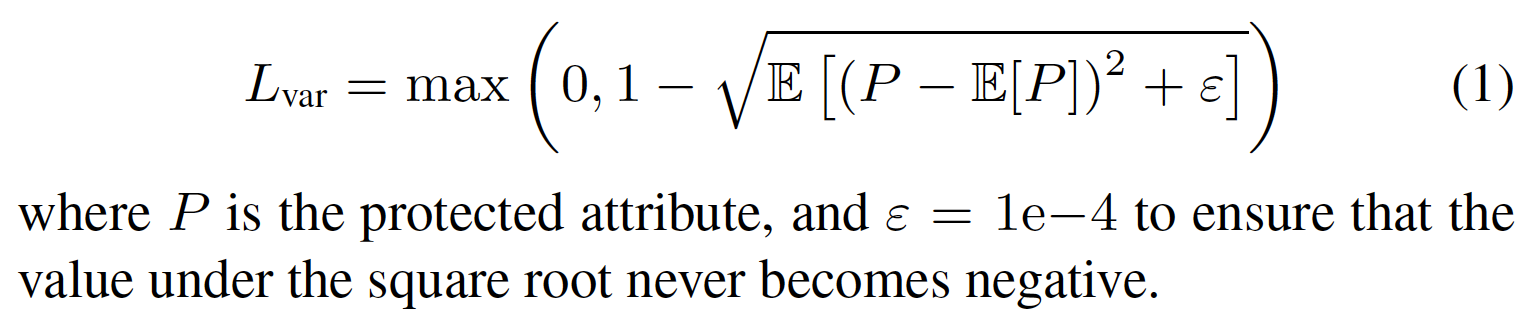 L_var = max (0, 1 − √(𝔼 [(P − 𝔼[P])² + ε])) (1)
where P is the protected attribute, and ε = 1e−4 to ensure that the
value under the square root never becomes negative.